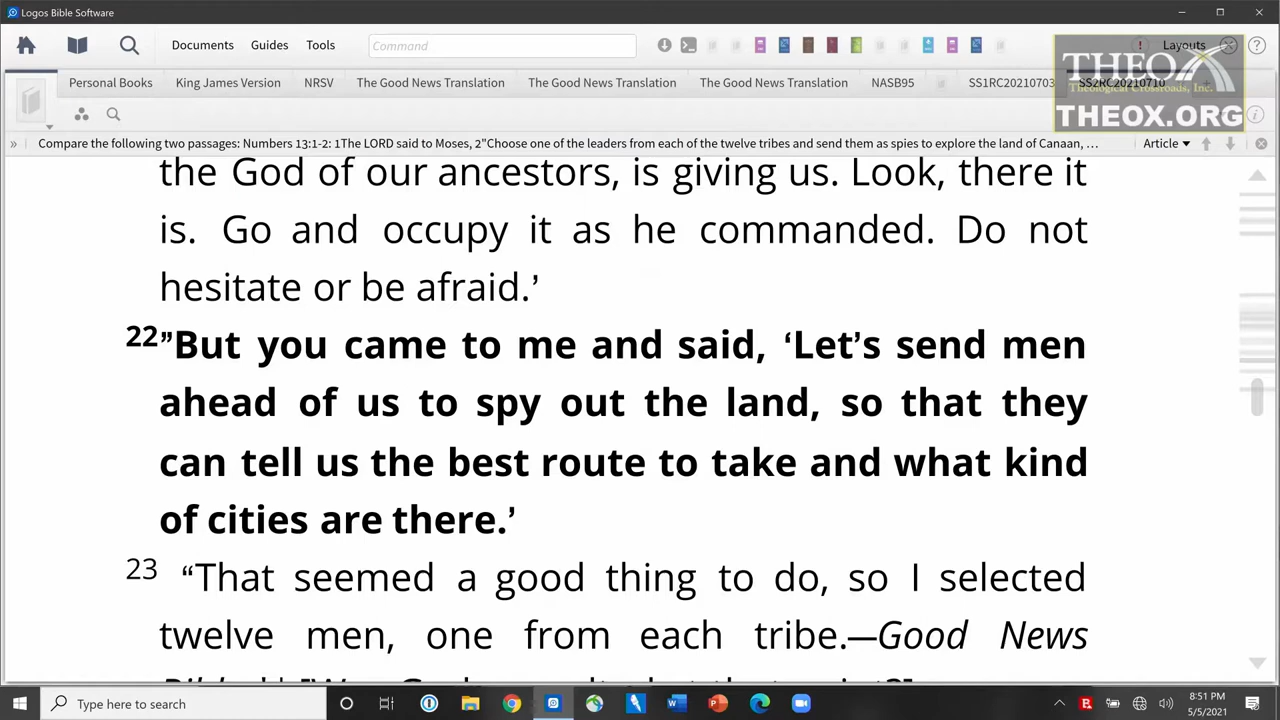 Logos Bible Software
Documents Guides Tools Command Layouts
Personal Books King James Version NRSV The Good News Translation The Good News Translation The Good News Translation NASB95 SS1RC20210703 SS2RC20210710
THEOX
Theological Crossroads, Inc.
THEOX.ORG
Compare the following two passages: Numbers 13:1-2: 1The LORD said to Moses, 2"Choose one of the leaders from each of the twelve tribes and send them as spies to explore the land of Canaan, … Article
the God of our ancestors, is giving us. Look, there it
is. Go and occupy it as he commanded. Do not
hesitate or be afraid.’
22”But you came to me and said, ‘Let’s send men
ahead of us to spy out the land, so that they
can tell us the best route to take and what kind
of cities are there.’
23 “That seemed a good thing to do, so I selected
twelve men, one from each tribe.—Good News
Type here to search
8:51 PM
5/5/2021